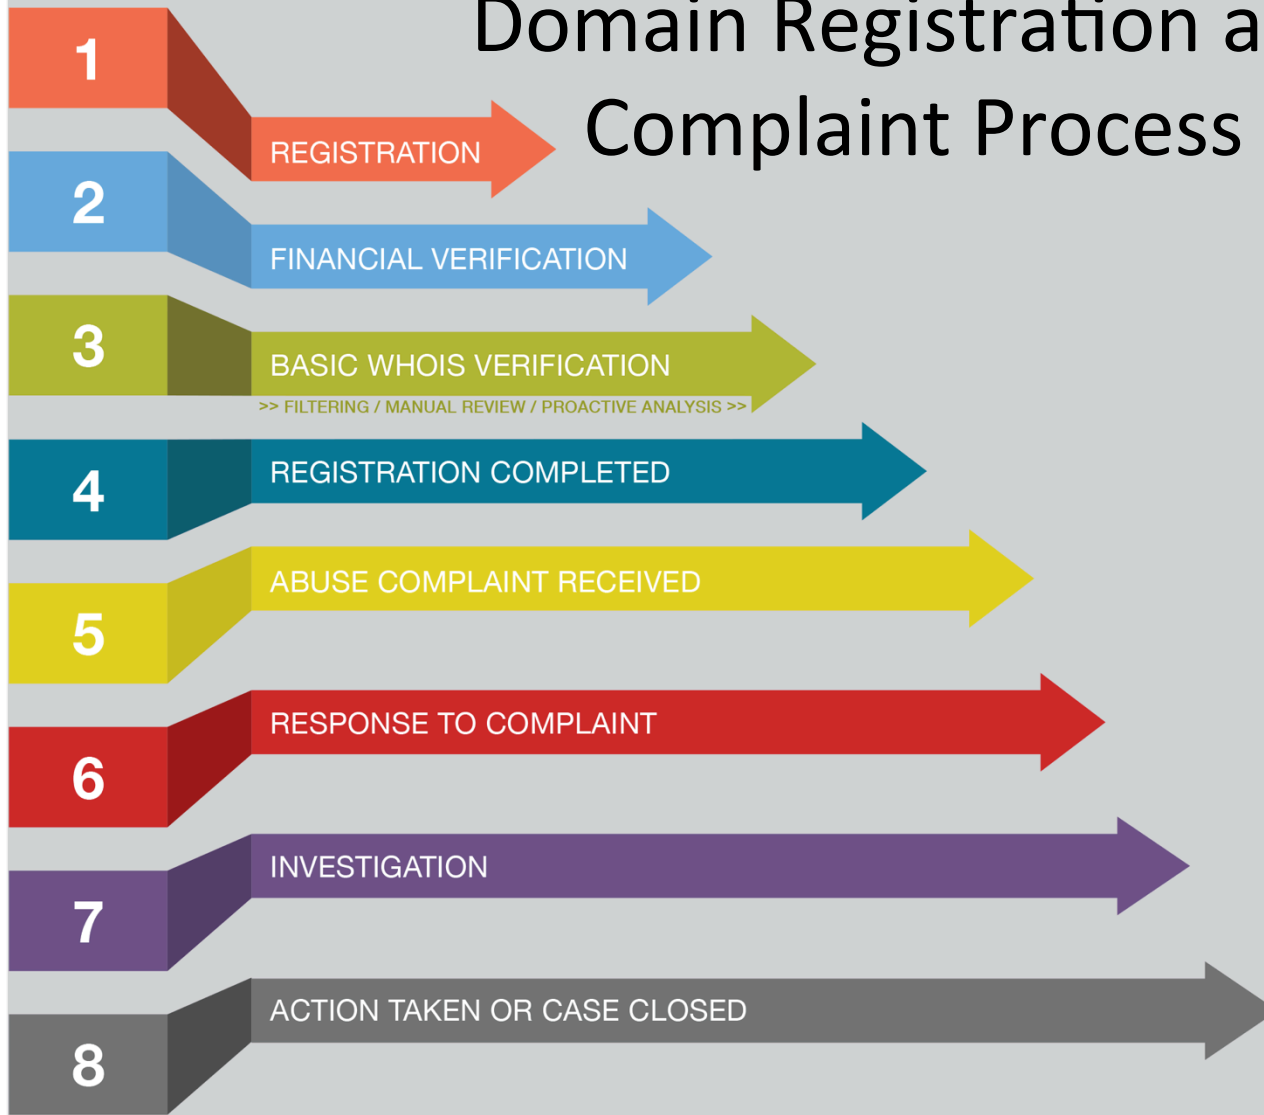 Domain Registration a
Complaint Process
1
REGISTRATION
2
FINANCIAL VERIFICATION
3
BASIC WHOIS VERIFICATION
>> FILTERING / MANUAL REVIEW / PROACTIVE ANALYSIS >>
4
REGISTRATION COMPLETED
5
ABUSE COMPLAINT RECEIVED
6
RESPONSE TO COMPLAINT
7
INVESTIGATION
8
ACTION TAKEN OR CASE CLOSED